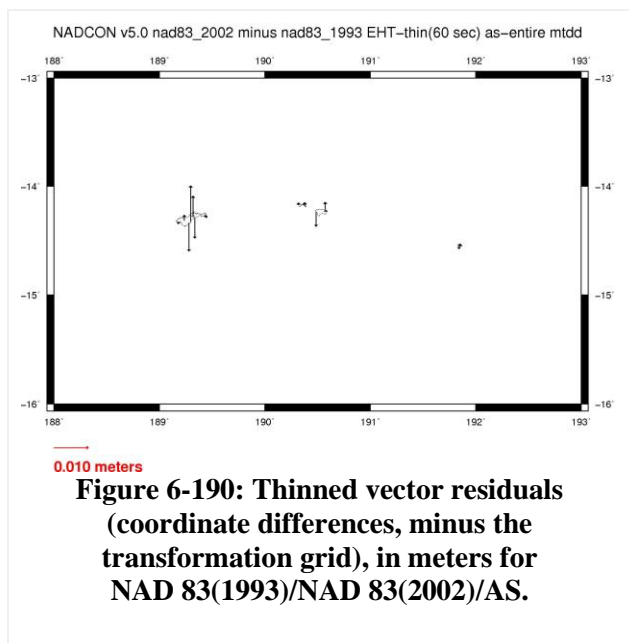 NADCON v5.0 nad83_2002 minus nad83_1993 EHT−thin(60 sec) as−entire mtdd
188˚ 189˚ 190˚ 191˚ 192˚ 193˚
−13˚ −13˚
−14˚ −14˚
−15˚ −15˚
−16˚ −16˚
188˚ 189˚ 190˚ 191˚ 192˚ 193˚
0.010 meters
Figure 6-190: Thinned vector residuals
(coordinate differences, minus the
transformation grid), in meters for
NAD 83(1993)/NAD 83(2002)/AS.